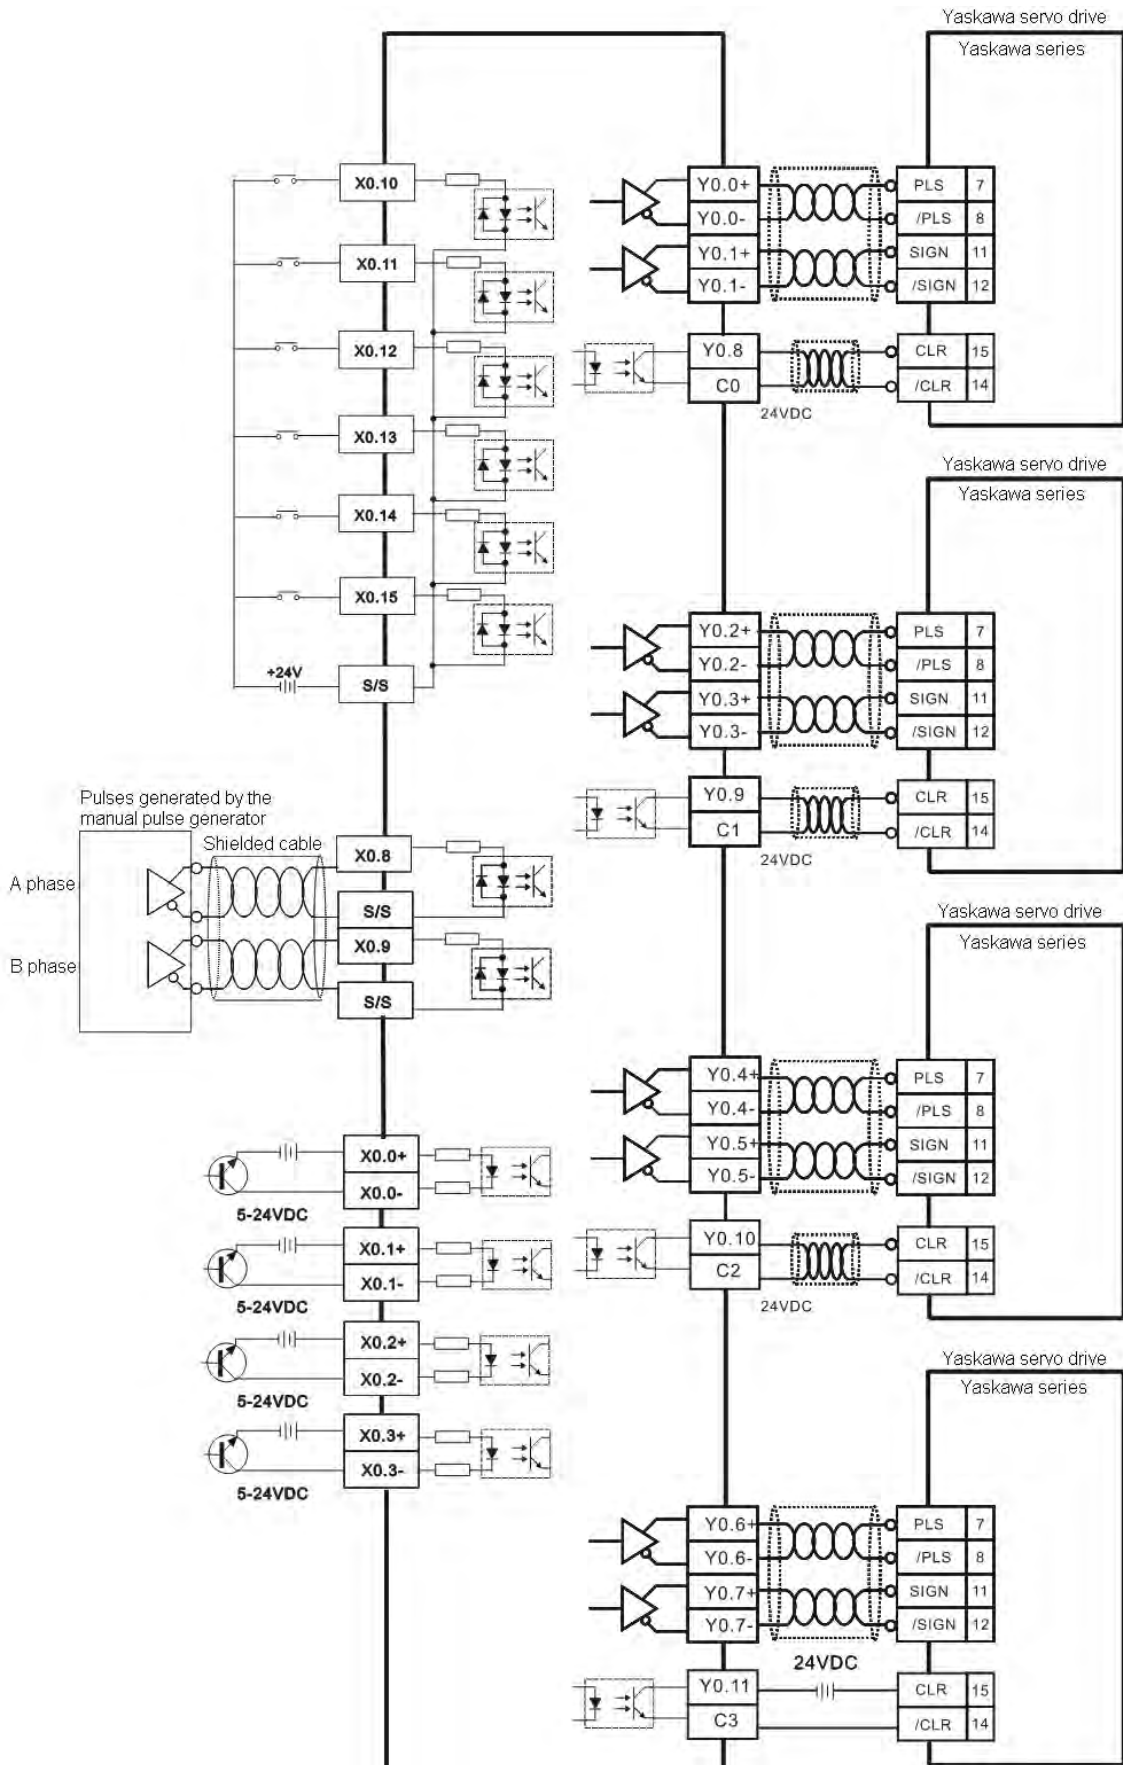 Yaskawa servo drive
Yaskawa series
X0.10
X0.11
X0.12
X0.13
X0.14
X0.15
+24V
S/S
Pulses generated by the
manual pulse generator
Shielded cable
A phase
B phase
X0.8
S/S
X0.9
S/S
X0.0+
X0.0-
5-24VDC
X0.1+
X0.1-
5-24VDC
X0.2+
X0.2-
5-24VDC
X0.3+
X0.3-
5-24VDC
Y0.0+ PLS 7
Y0.0- /PLS 8
Y0.1+ SIGN 11
Y0.1- /SIGN 12
Y0.8 CLR 15
C0 /CLR 14
24VDC
Yaskawa servo drive
Yaskawa series
Y0.2+ PLS 7
Y0.2- /PLS 8
Y0.3+ SIGN 11
Y0.3- /SIGN 12
Y0.9 CLR 15
C1 /CLR 14
24VDC
Yaskawa servo drive
Yaskawa series
Y0.4+ PLS 7
Y0.4- /PLS 8
Y0.5+ SIGN 11
Y0.5- /SIGN 12
Y0.10 CLR 15
C2 /CLR 14
24VDC
Yaskawa servo drive
Yaskawa series
Y0.6+ PLS 7
Y0.6- /PLS 8
Y0.7+ SIGN 11
Y0.7- /SIGN 12
24VDC
Y0.11 CLR 15
C3 /CLR 14